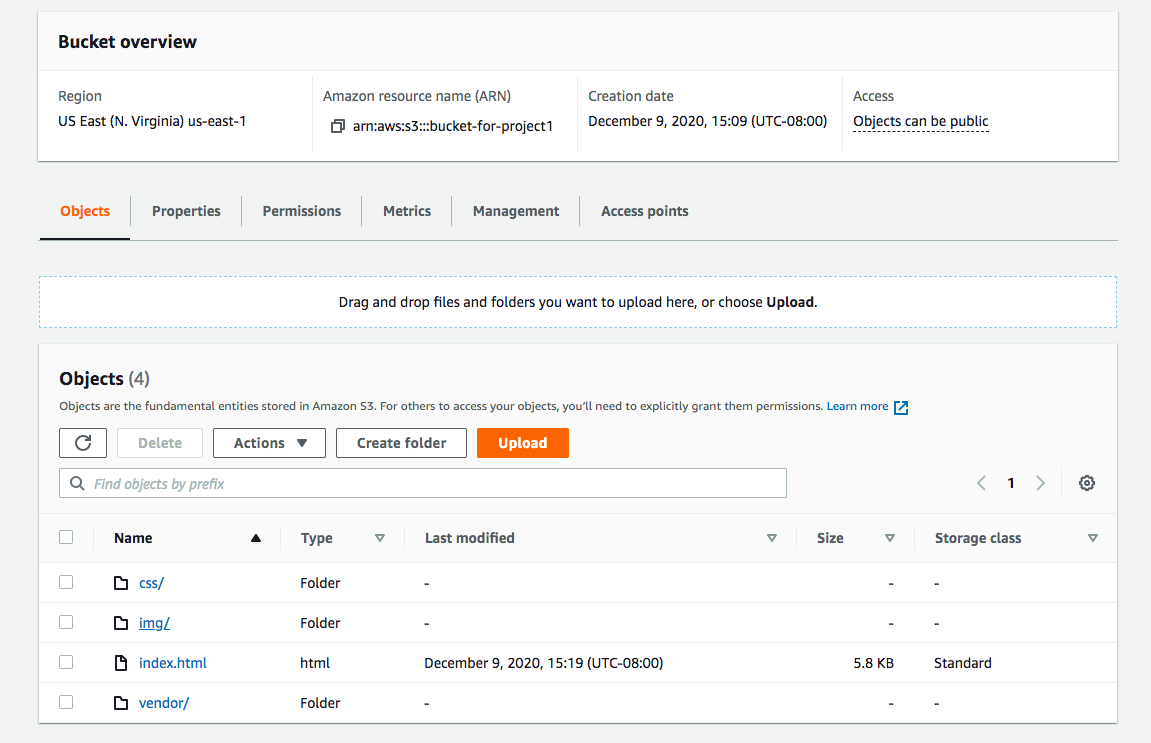 Bucket overview
Region Amazon resource name (ARN) Creation date Access
US East (N. Virginia) us-east-1 arn:aws:s3:::bucket-for-project1 December 9, 2020, 15:09 (UTC-08:00) Objects can be public
Objects Properties Permissions Metrics Management Access points
Drag and drop files and folders you want to upload here, or choose Upload.
Objects (4)
Objects are the fundamental entities stored in Amazon S3. For others to access your objects, you'll need to explicitly grant them permissions. Learn more
Delete Actions Create folder Upload
Find objects by prefix 1
Name Type Last modified Size Storage class
css/ Folder - - -
img/ Folder - - -
index.html html December 9, 2020, 15:19 (UTC-08:00) 5.8 KB Standard
vendor/ Folder - - -